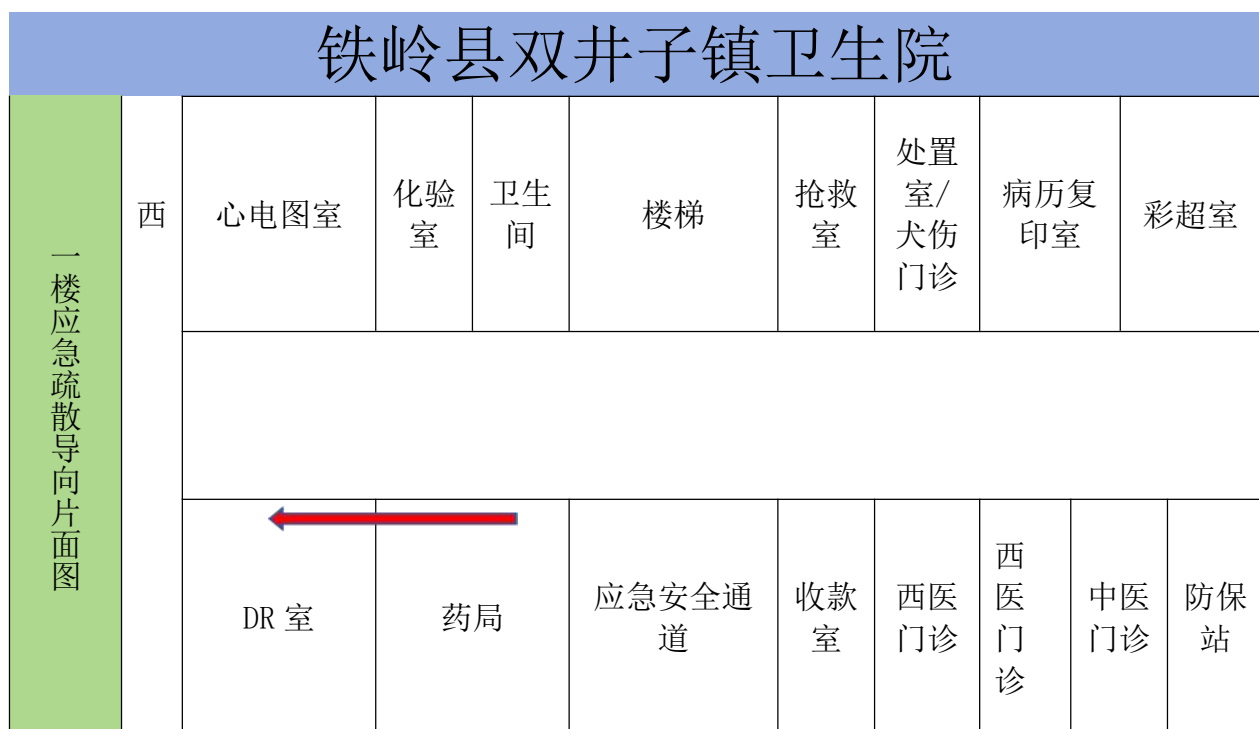 铁岭县双井子镇卫生院
一楼应急疏散导向片面图
西
心电图室
化验
室
卫生
间
楼梯
抢救
室
处置
室/
犬伤
门诊
病历复
印室
彩超室
DR 室
药局
应急安全通
道
收款
室
西医
门诊
西
医
门
诊
中医
门诊
防保
站